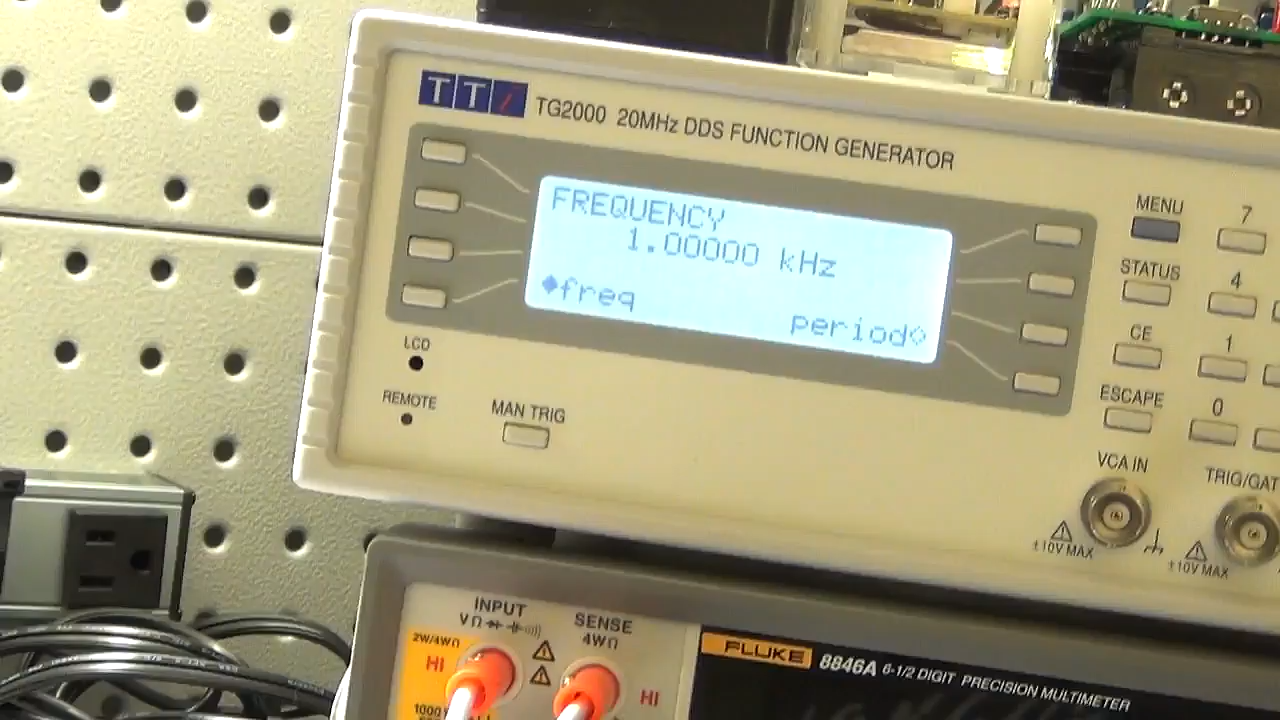 TTi TG2000 20MHz DDS FUNCTION GENERATOR
FREQUENCY
1.00000 kHz
◆freq
period◇
MENU
7
STATUS
4
CE
1
ESCAPE
0
LCD
REMOTE
MAN TRIG
VCA IN
TRIG/GAT
±10V MAX
±10V MAX
INPUT
VΩ
SENSE
4WΩ
2W/4WΩ
HI
HI
FLUKE 8846A 6-1/2 DIGIT PRECISION MULTIMETER